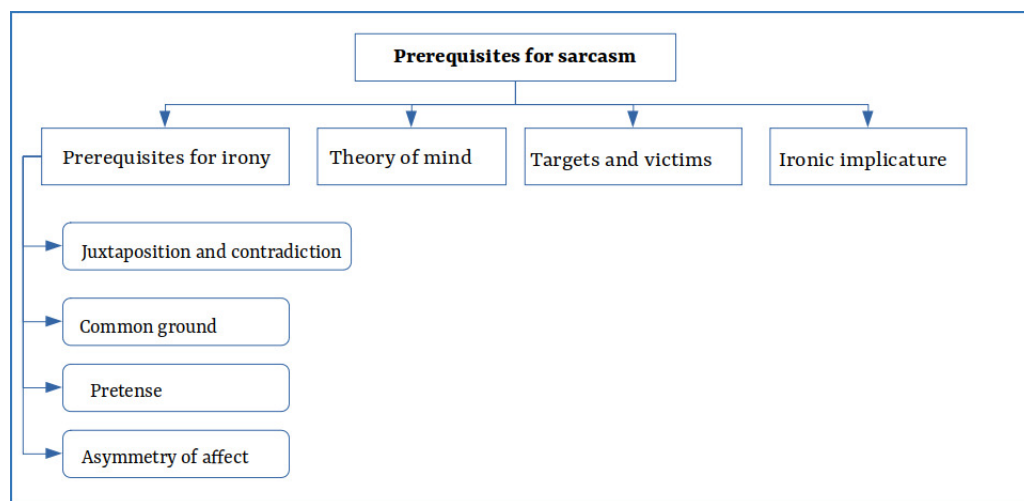 Prerequisites for sarcasm
Prerequisites for irony
Theory of mind
Targets and victims
Ironic implicature
Juxtaposition and contradiction
Common ground
Pretense
Asymmetry of affect